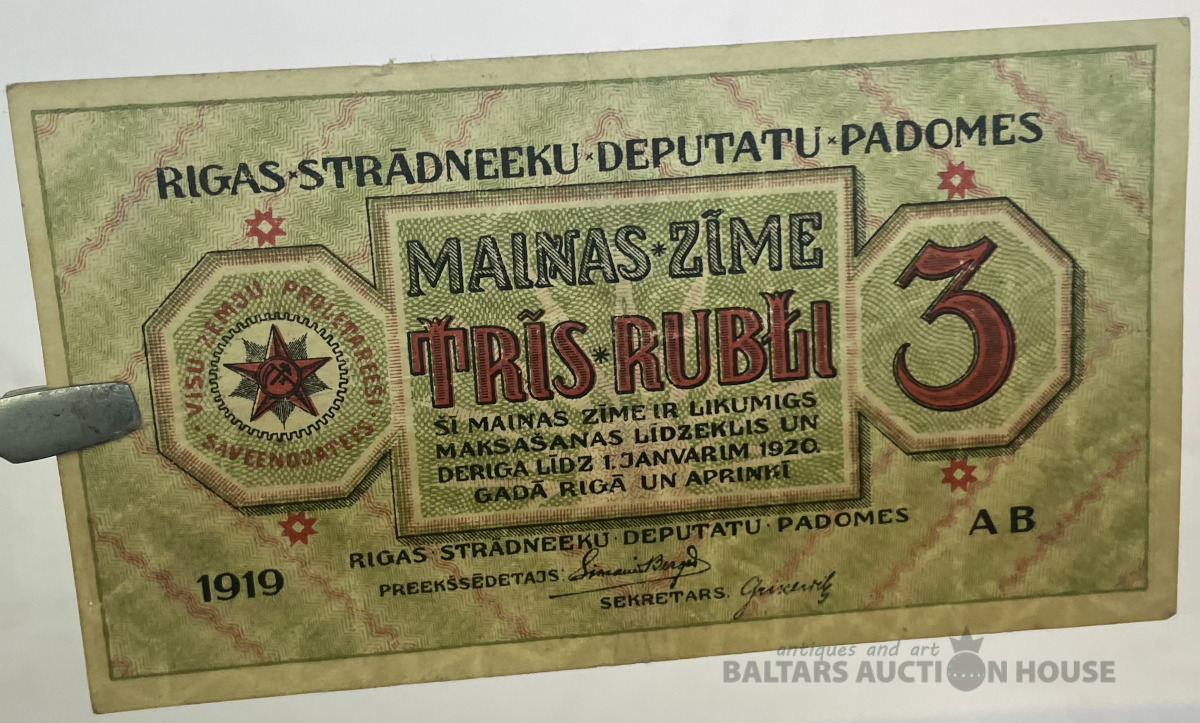 RIGAS × STRĀDNEEKU × DEPUTATU × PADOMES
MAIŅAS * ZĪME
TRĪS * RUBĻI
ŠĪ MAIŅAS ZĪME IR LIKUMIGS
MAKSAŠANAS LĪDZEKLIS UN
DERIGA LĪDZ 1. JANVARIM 1920.
GADĀ RIGĀ UN APRIŅĶĪ
VISU · ZEMJU · PROLETAREEŠI · SAVEENOJATEES ·
3
RIGAS · STRĀDNEEKU · DEPUTATU · PADOMES
AB
1919
PREEKŠSĒDETAJS:
SEKRETARS.
antiques and art
BALTARS AUCTION HOUSE